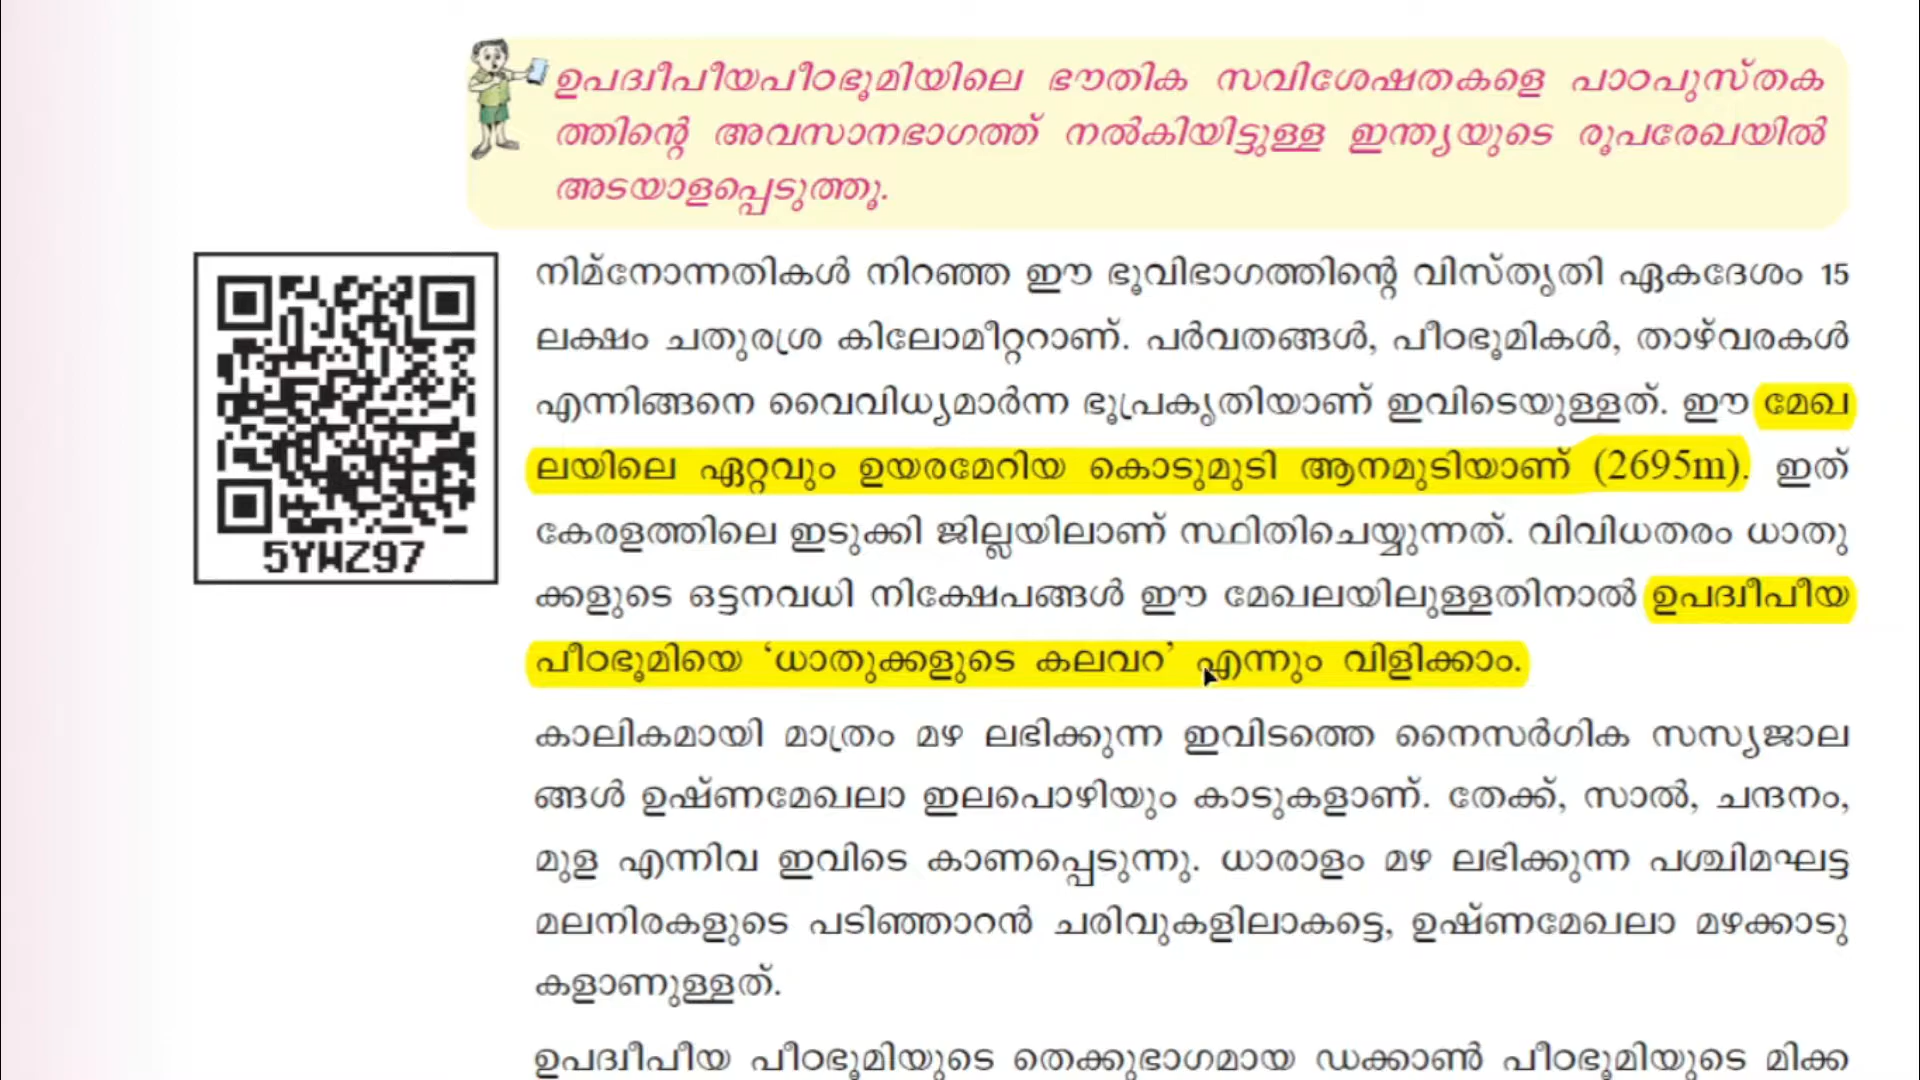 ഉപദ്വീപീയപീഠഭൂമിയിലെ ഭൗതിക സവിശേഷതകളെ പാഠപുസ്തക
ത്തിന്റെ അവസാനഭാഗത്ത് നൽകിയിട്ടുള്ള ഇന്ത്യയുടെ രൂപരേഖയിൽ
അടയാളപ്പെടുത്തൂ.
നിമ്നോന്നതികൾ നിറഞ്ഞ ഈ ഭൂവിഭാഗത്തിന്റെ വിസ്തൃതി ഏകദേശം 15
ലക്ഷം ചതുരശ്ര കിലോമീറ്ററാണ്. പർവതങ്ങൾ, പീഠഭൂമികൾ, താഴ്‌വരകൾ
എന്നിങ്ങനെ വൈവിധ്യമാർന്ന ഭൂപ്രകൃതിയാണ് ഇവിടെയുള്ളത്. ഈ മേഖ
ലയിലെ ഏറ്റവും ഉയരമേറിയ കൊടുമുടി ആനമുടിയാണ് (2695m). ഇത്
കേരളത്തിലെ ഇടുക്കി ജില്ലയിലാണ് സ്ഥിതിചെയ്യുന്നത്. വിവിധതരം ധാതു
ക്കളുടെ ഒട്ടനവധി നിക്ഷേപങ്ങൾ ഈ മേഖലയിലുള്ളതിനാൽ ഉപദ്വീപീയ
പീഠഭൂമിയെ ‘ധാതുക്കളുടെ കലവറ’ എന്നും വിളിക്കാം.
5YWZ97
കാലികമായി മാത്രം മഴ ലഭിക്കുന്ന ഇവിടത്തെ നൈസർഗിക സസ്യജാല
ങ്ങൾ ഉഷ്ണമേഖലാ ഇലപൊഴിയും കാടുകളാണ്. തേക്ക്, സാൽ, ചന്ദനം,
മുള എന്നിവ ഇവിടെ കാണപ്പെടുന്നു. ധാരാളം മഴ ലഭിക്കുന്ന പശ്ചിമഘട്ട
മലനിരകളുടെ പടിഞ്ഞാറൻ ചരിവുകളിലാകട്ടെ, ഉഷ്ണമേഖലാ മഴക്കാടു
കളാണുള്ളത്.
ഉപദ്വീപീയ പീഠഭൂമിയുടെ തെക്കുഭാഗമായ ഡക്കാൺ പീഠഭൂമിയുടെ മിക്ക